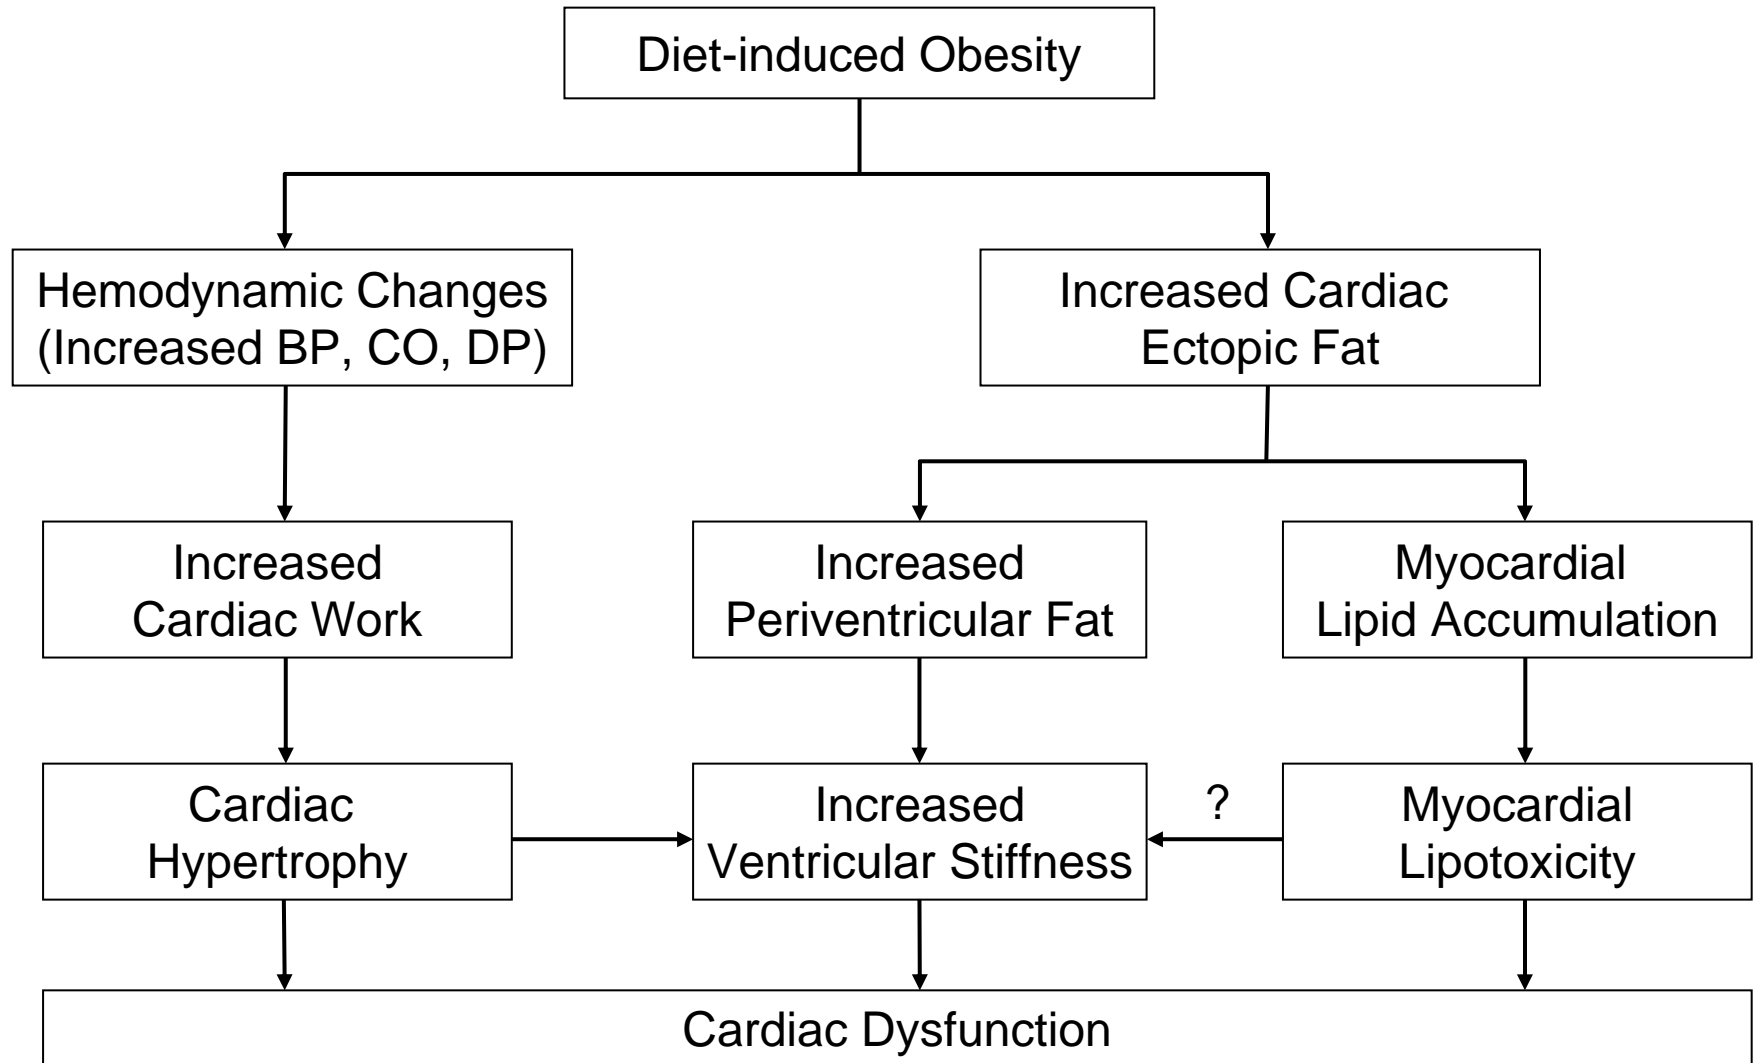 Diet-induced Obesity
Hemodynamic Changes
(Increased BP, CO, DP)
Increased Cardiac
Ectopic Fat
Increased
Cardiac Work
Increased
Periventricular Fat
Myocardial
Lipid Accumulation
Cardiac
Hypertrophy
Increased
Ventricular Stiffness
?
Myocardial
Lipotoxicity
Cardiac Dysfunction